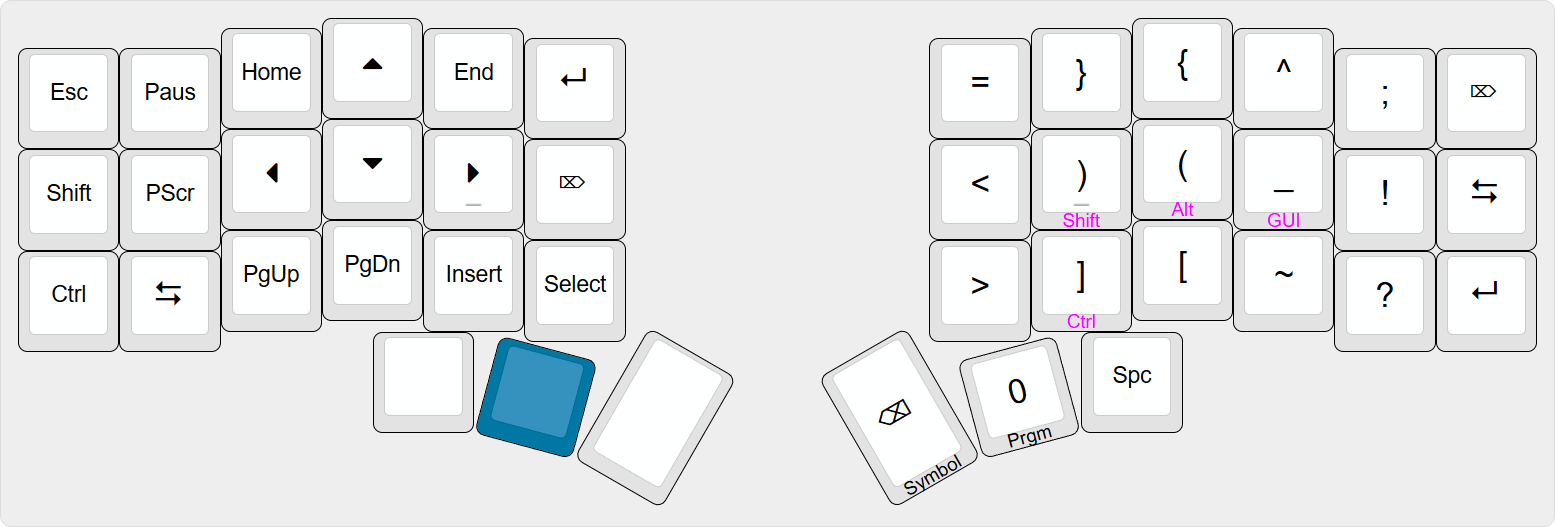 Esc Paus Home ▲ End ↵
Shift PScr ◀ ▼ ▶ ⌦
_
Ctrl ⇆ PgUp PgDn Insert Select
= } { ^ ; ⌦
< ) ( _ ! ⇆
_
Shift Alt GUI
> ] [ ~ ? ↵
Ctrl
⌫ 0 Spc
Symbol Prgm